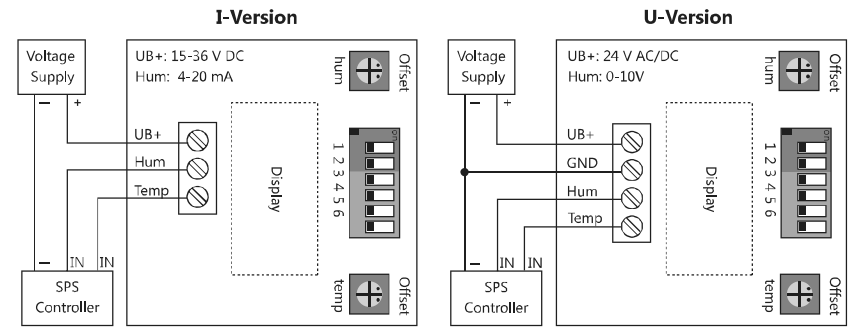 I-Version
Voltage
Supply
− +
UB+: 15-36 V DC
Hum: 4-20 mA
Offset
hum
UB+
Hum
Temp
Display
on
1 2 3 4 5 6
− IN IN
SPS
Controller
Offset
temp
U-Version
Voltage
Supply
− +
UB+: 24 V AC/DC
Hum: 0-10V
Offset
hum
UB+
GND
Hum
Temp
Display
on
1 2 3 4 5 6
− IN IN
SPS
Controller
Offset
temp